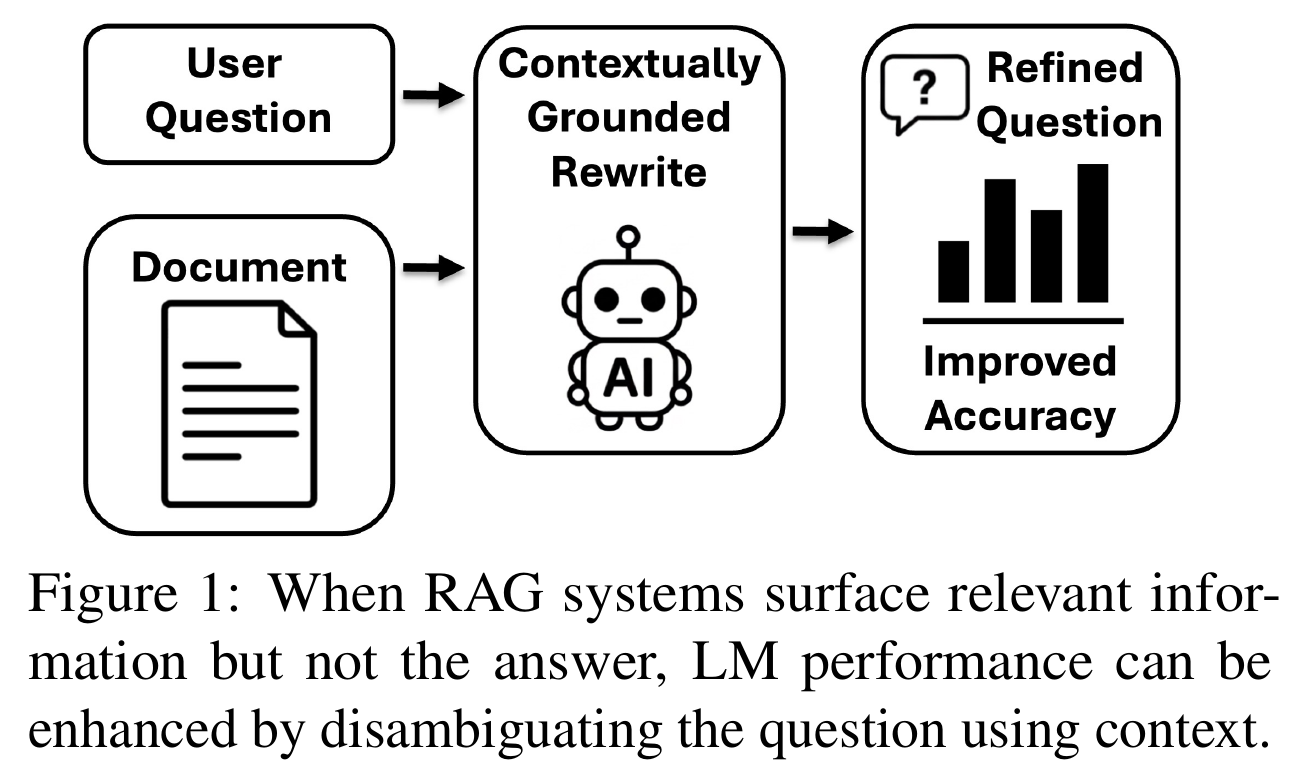 User
Question
Document
Contextually
Grounded
Rewrite
AI
?
Refined
Question
Improved
Accuracy
Figure 1: When RAG systems surface relevant infor-
mation but not the answer, LM performance can be
enhanced by disambiguating the question using context.